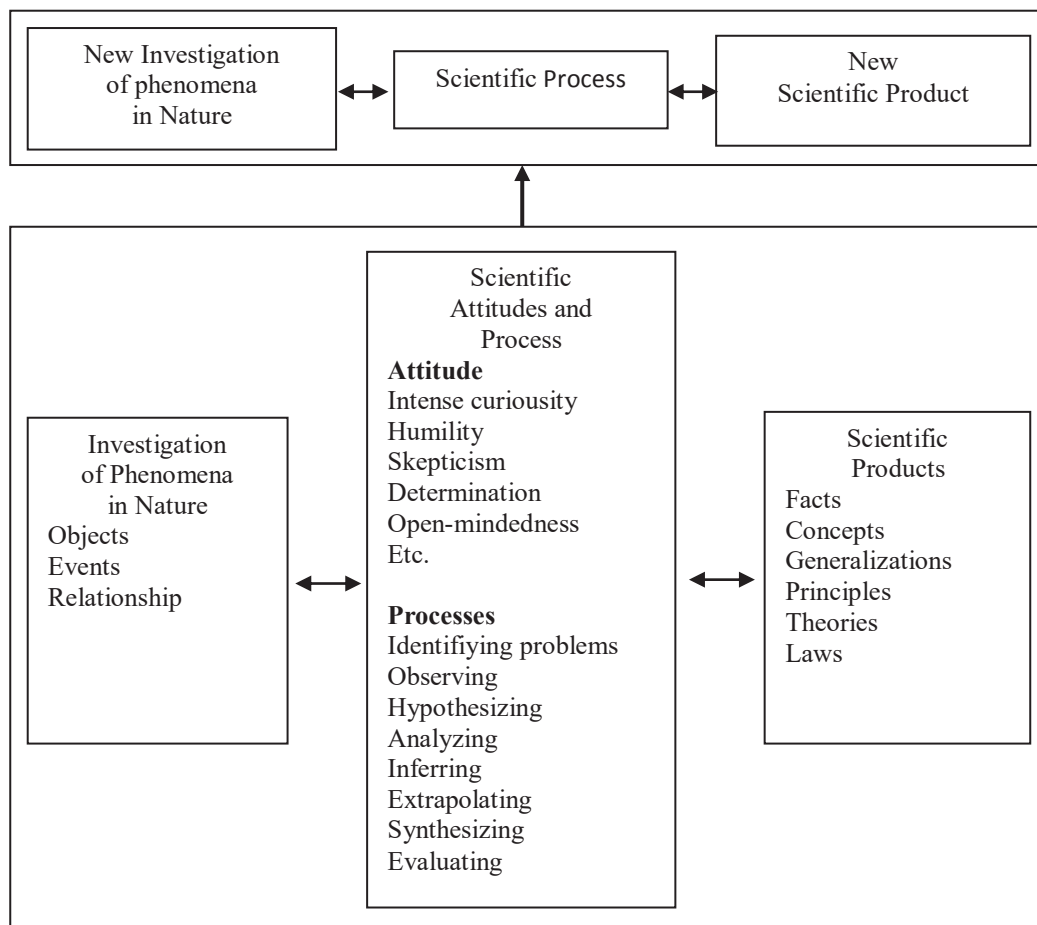 New Investigation
of phenomena
in Nature
Scientific Process
New
Scientific Product
Investigation
of Phenomena
in Nature
Objects
Events
Relationship
Scientific
Attitudes and
Process
Attitude
Intense curiousity
Humility
Skepticism
Determination
Open-mindedness
Etc.
Processes
Identifiying problems
Observing
Hypothesizing
Analyzing
Inferring
Extrapolating
Synthesizing
Evaluating
Scientific
Products
Facts
Concepts
Generalizations
Principles
Theories
Laws